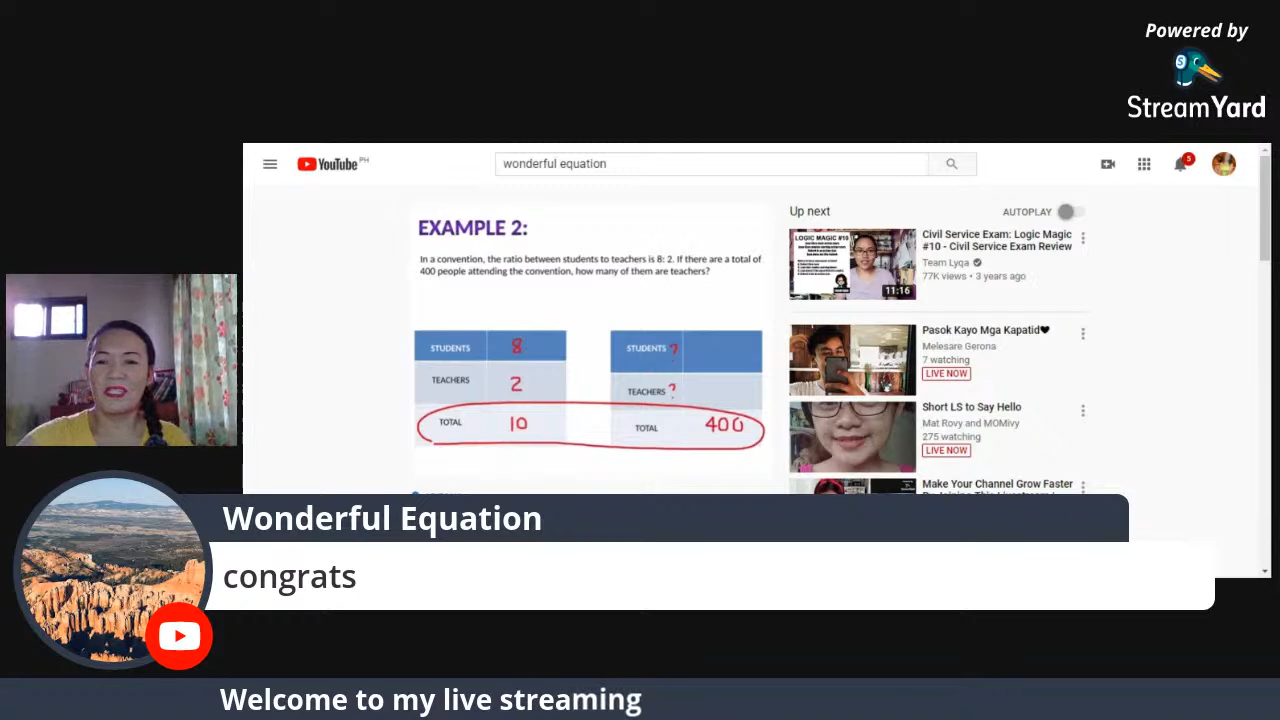 Powered by
StreamYard
YouTube PH
wonderful equation
5
EXAMPLE 2:
In a convention, the ratio between students to teachers is 8: 2. If there are a total of
400 people attending the convention, how many of them are teachers?
STUDENTS 8
TEACHERS 2
TOTAL 10
STUDENTS ?
TEACHERS ?
TOTAL 400
Up next
AUTOPLAY
LOGIC MAGIC #10
11:16
Civil Service Exam: Logic Magic
#10 - Civil Service Exam Review
Team Lyqa
77K views • 3 years ago
Pasok Kayo Mga Kapatid♥
Melesare Gerona
7 watching
LIVE NOW
Short LS to Say Hello
Mat Rovy and MOMivy
275 watching
LIVE NOW
Make Your Channel Grow Faster
Wonderful Equation
congrats
Welcome to my live streaming